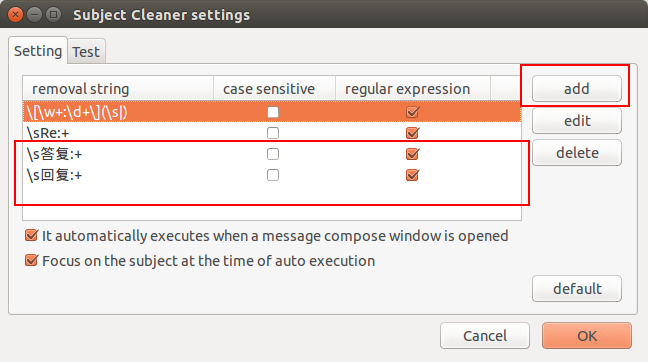 Subject Cleaner settings
Setting Test
removal string case sensitive regular expression
\[\w+:\d+\](\s|)
\sRe:+
\s答复:+
\s回复:+
add
edit
delete
It automatically executes when a message compose window is opened
Focus on the subject at the time of auto execution
default
Cancel OK